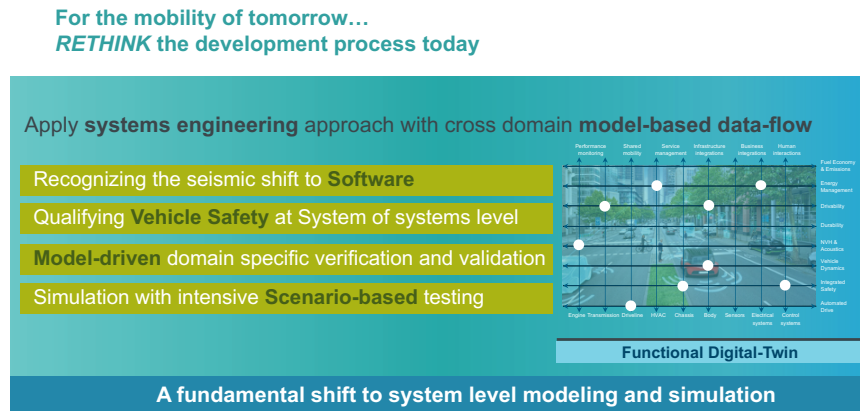 For the mobility of tomorrow…
RETHINK the development process today
Apply systems engineering approach with cross domain model-based data-flow
Recognizing the seismic shift to Software
Qualifying Vehicle Safety at System of systems level
Model-driven domain specific verification and validation
Simulation with intensive Scenario-based testing
Performance monitoring
Shared mobility
Service management
Infrastructure integrations
Business integrations
Human interactions
Fuel Economy & Emissions
Energy Management
Drivability
Durability
NVH & Acoustics
Vehicle Dynamics
Integrated Safety
Automated Drive
Engine Transmission Driveline HVAC Chassis Body Sensors Electrical systems Control systems
Functional Digital-Twin
A fundamental shift to system level modeling and simulation